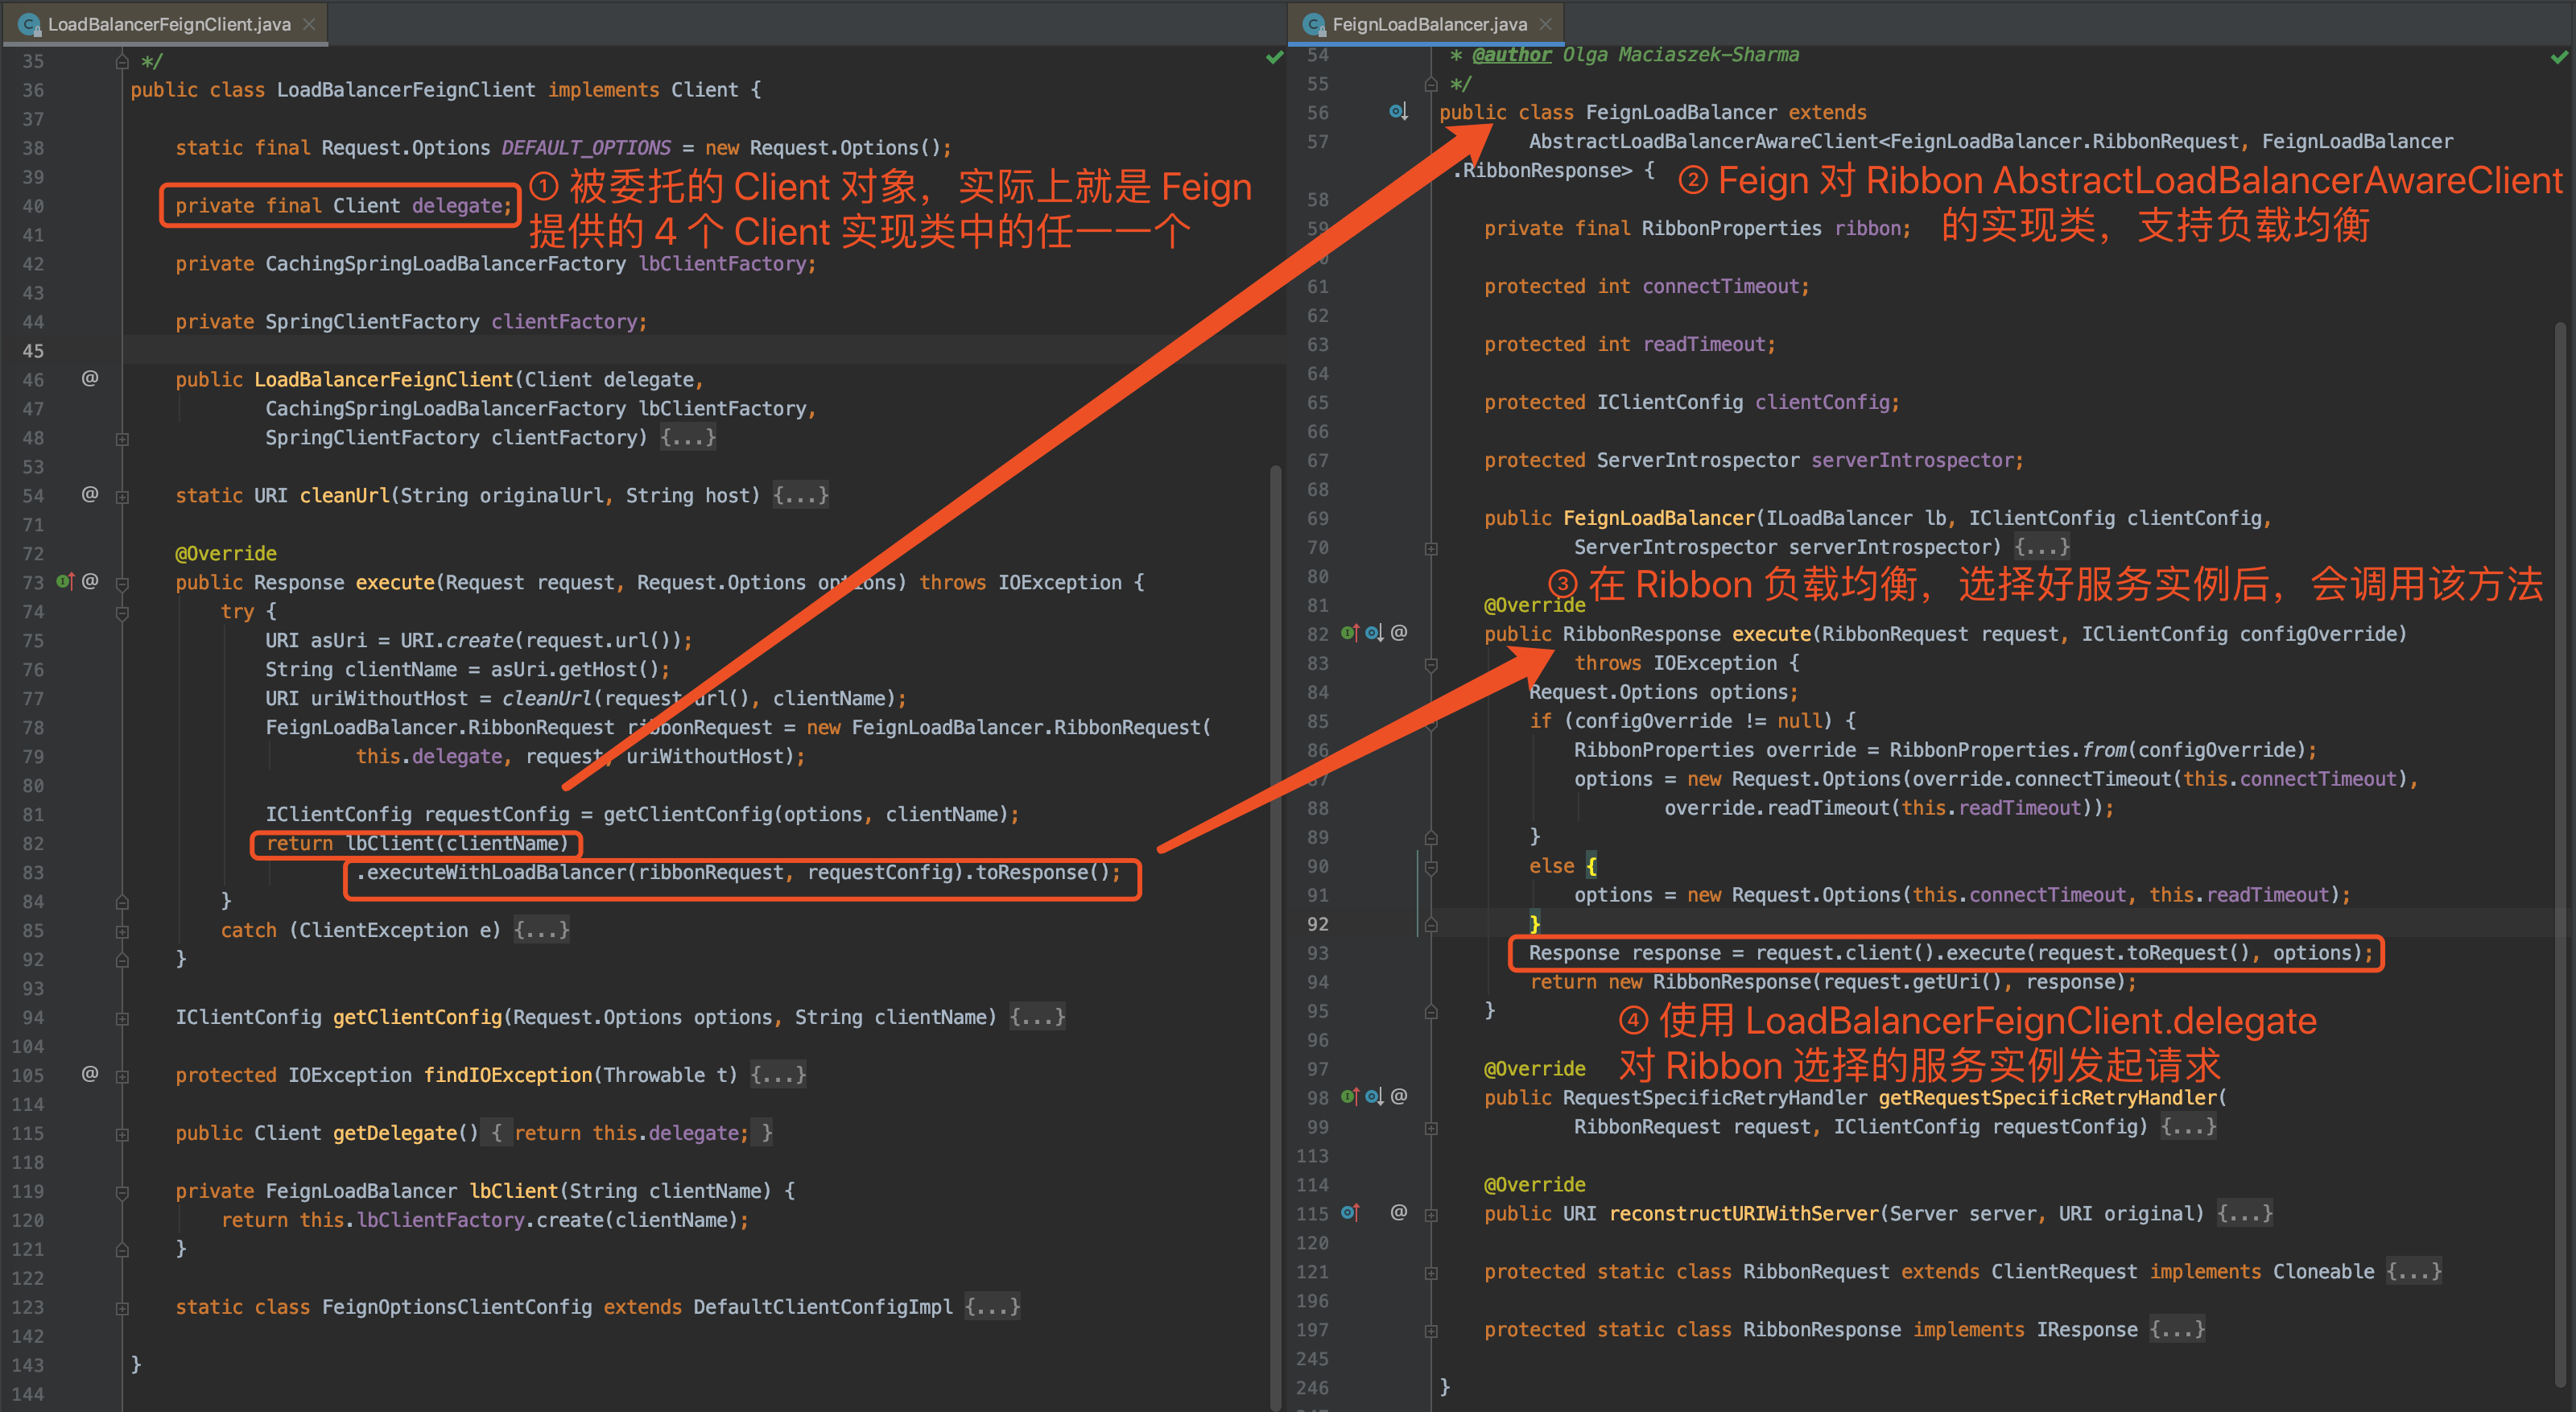 LoadBalancerFeignClient.java
35 */
36 public class LoadBalancerFeignClient implements Client {
37
38 static final Request.Options DEFAULT_OPTIONS = new Request.Options();
39
40 private final Client delegate;
① 被委托的 Client 对象，实际上就是 Feign
提供的 4 个 Client 实现类中的任一一个
41
42 private CachingSpringLoadBalancerFactory lbClientFactory;
43
44 private SpringClientFactory clientFactory;
45
46 @ public LoadBalancerFeignClient(Client delegate,
47 CachingSpringLoadBalancerFactory lbClientFactory,
48 SpringClientFactory clientFactory) {...}
53
54 @ static URI cleanUrl(String originalUrl, String host) {...}
71
72 @Override
73 @ public Response execute(Request request, Request.Options options) throws IOException {
74 try {
75 URI asUri = URI.create(request.url());
76 String clientName = asUri.getHost();
77 URI uriWithoutHost = cleanUrl(request.url(), clientName);
78 FeignLoadBalancer.RibbonRequest ribbonRequest = new FeignLoadBalancer.RibbonRequest(
79 this.delegate, request, uriWithoutHost);
80
81 IClientConfig requestConfig = getClientConfig(options, clientName);
82 return lbClient(clientName)
83 .executeWithLoadBalancer(ribbonRequest, requestConfig).toResponse();
84 }
85 catch (ClientException e) {...}
92 }
93
94 IClientConfig getClientConfig(Request.Options options, String clientName) {...}
104
105 @ protected IOException findIOException(Throwable t) {...}
114
115 public Client getDelegate() { return this.delegate; }
118
119 private FeignLoadBalancer lbClient(String clientName) {
120 return this.lbClientFactory.create(clientName);
121 }
122
123 static class FeignOptionsClientConfig extends DefaultClientConfigImpl {...}
142
143 }
144
FeignLoadBalancer.java
54 * @author Olga Maciaszek-Sharma
55 */
56 public class FeignLoadBalancer extends
57 AbstractLoadBalancerAwareClient<FeignLoadBalancer.RibbonRequest, FeignLoadBalancer
.RibbonResponse> {
② Feign 对 Ribbon AbstractLoadBalancerAwareClient
的实现类，支持负载均衡
58
59 private final RibbonProperties ribbon;
61 protected int connectTimeout;
62
63 protected int readTimeout;
64
65 protected IClientConfig clientConfig;
66
67 protected ServerIntrospector serverIntrospector;
68
69 public FeignLoadBalancer(ILoadBalancer lb, IClientConfig clientConfig,
70 ServerIntrospector serverIntrospector) {...}
80
③ 在 Ribbon 负载均衡，选择好服务实例后，会调用该方法
81 @Override
82 @ public RibbonResponse execute(RibbonRequest request, IClientConfig configOverride)
83 throws IOException {
84 Request.Options options;
85 if (configOverride != null) {
86 RibbonProperties override = RibbonProperties.from(configOverride);
87 options = new Request.Options(override.connectTimeout(this.connectTimeout),
88 override.readTimeout(this.readTimeout));
89 }
90 else {
91 options = new Request.Options(this.connectTimeout, this.readTimeout);
92 }
93 Response response = request.client().execute(request.toRequest(), options);
94 return new RibbonResponse(request.getUri(), response);
95 }
④ 使用 LoadBalancerFeignClient.delegate
对 Ribbon 选择的服务实例发起请求
96
97 @Override
98 @ public RequestSpecificRetryHandler getRequestSpecificRetryHandler(
99 RibbonRequest request, IClientConfig requestConfig) {...}
113
114 @Override
115 @ public URI reconstructURIWithServer(Server server, URI original) {...}
120
121 protected static class RibbonRequest extends ClientRequest implements Cloneable {...}
196
197 protected static class RibbonResponse implements IResponse {...}
245
246 }